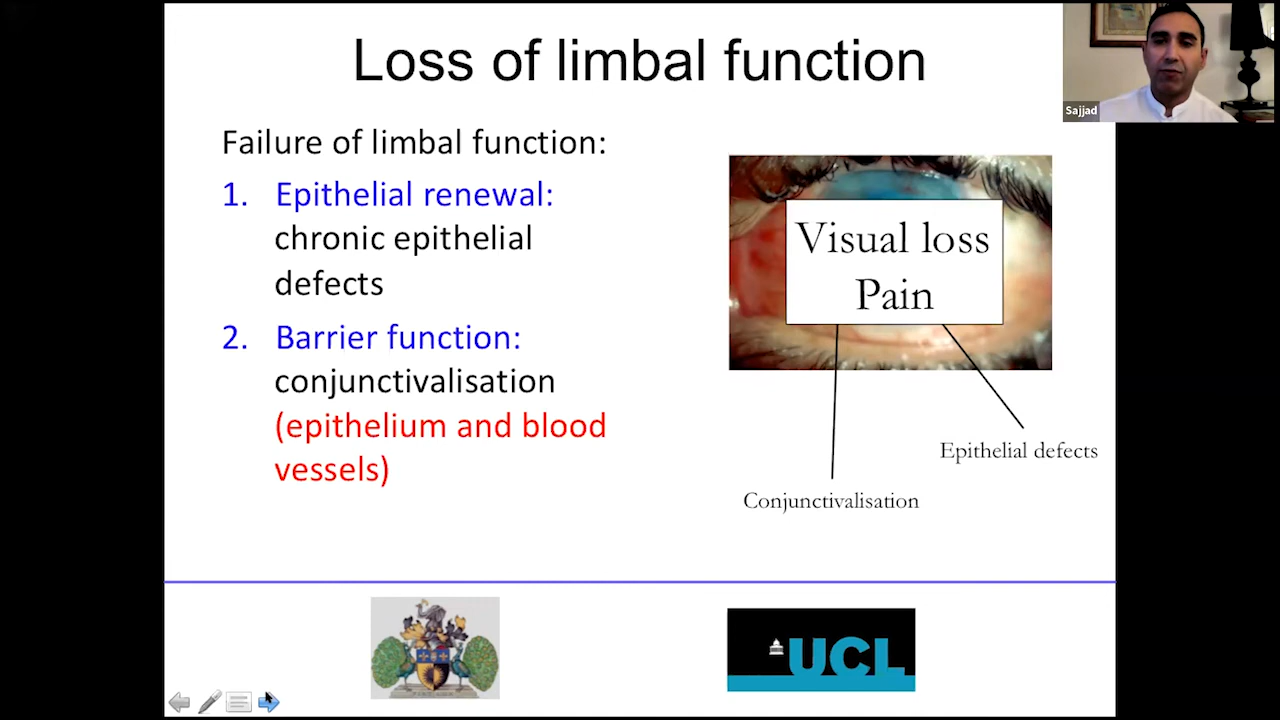 Loss of limbal function
Sajjad
Failure of limbal function:
1. Epithelial renewal:
chronic epithelial
defects
2. Barrier function:
conjunctivalisation
(epithelium and blood
vessels)
Visual loss
Pain
Epithelial defects
Conjunctivalisation
UCL